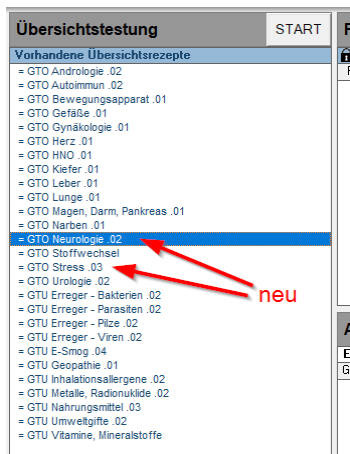 Übersichtstestung START
Vorhandene Übersichtsrezepte
= GTO Andrologie .02
= GTO Autoimmun .02
= GTO Bewegungsapparat .01
= GTO Gefäße .01
= GTO Gynäkologie .01
= GTO Herz .01
= GTO HNO .01
= GTO Kiefer .01
= GTO Leber .01
= GTO Lunge .01
= GTO Magen, Darm, Pankreas .01
= GTO Narben .01
= GTO Neurologie .02
= GTO Stoffwechsel
= GTO Stress .03
= GTO Urologie .02
neu
= GTU Erreger - Bakterien .02
= GTU Erreger - Parasiten .02
= GTU Erreger - Pilze .02
= GTU Erreger - Viren .02
= GTU E-Smog .04
= GTU Geopathie .01
= GTU Inhalationsallergene .02
= GTU Metalle, Radionuklide .02
= GTU Nahrungsmittel .03
= GTU Umweltgifte .02
= GTU Vitamine, Mineralstoffe